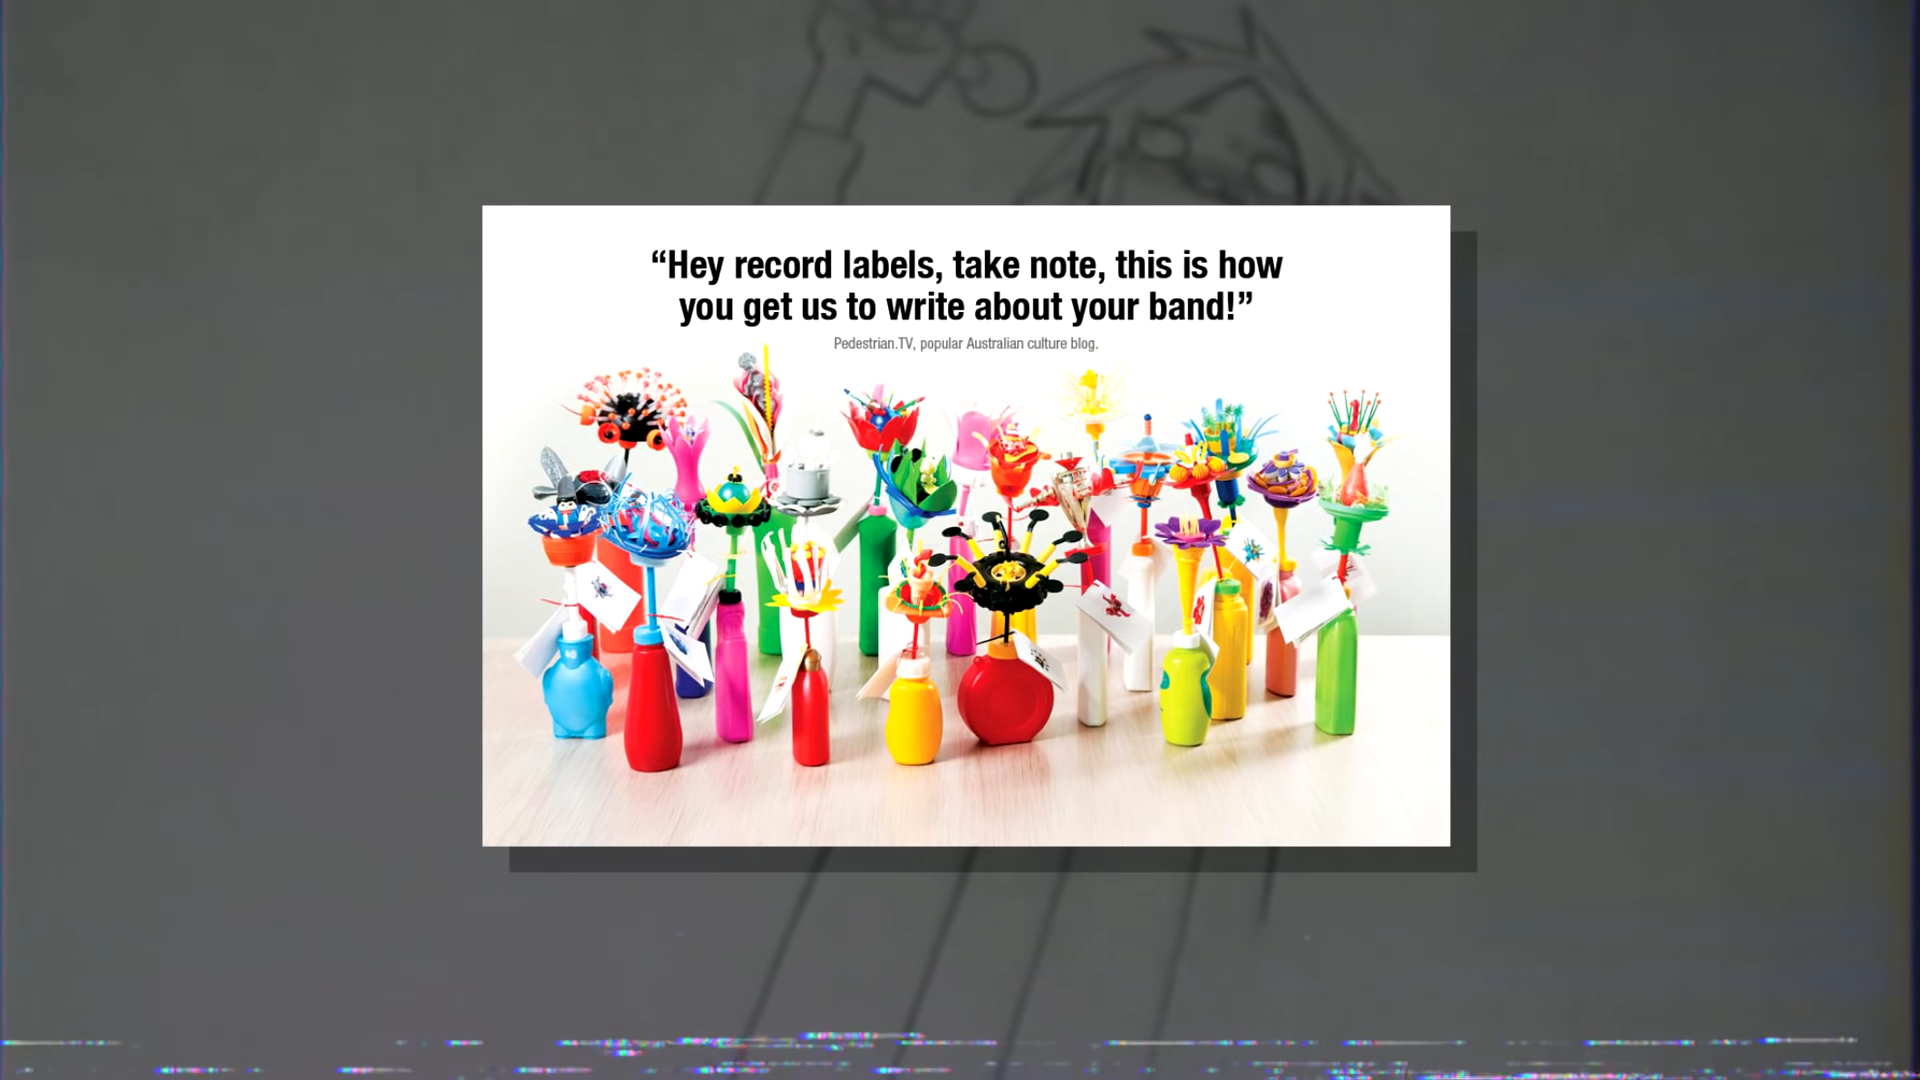 “Hey record labels, take note, this is how
you get us to write about your band!”
Pedestrian.TV, popular Australian culture blog.